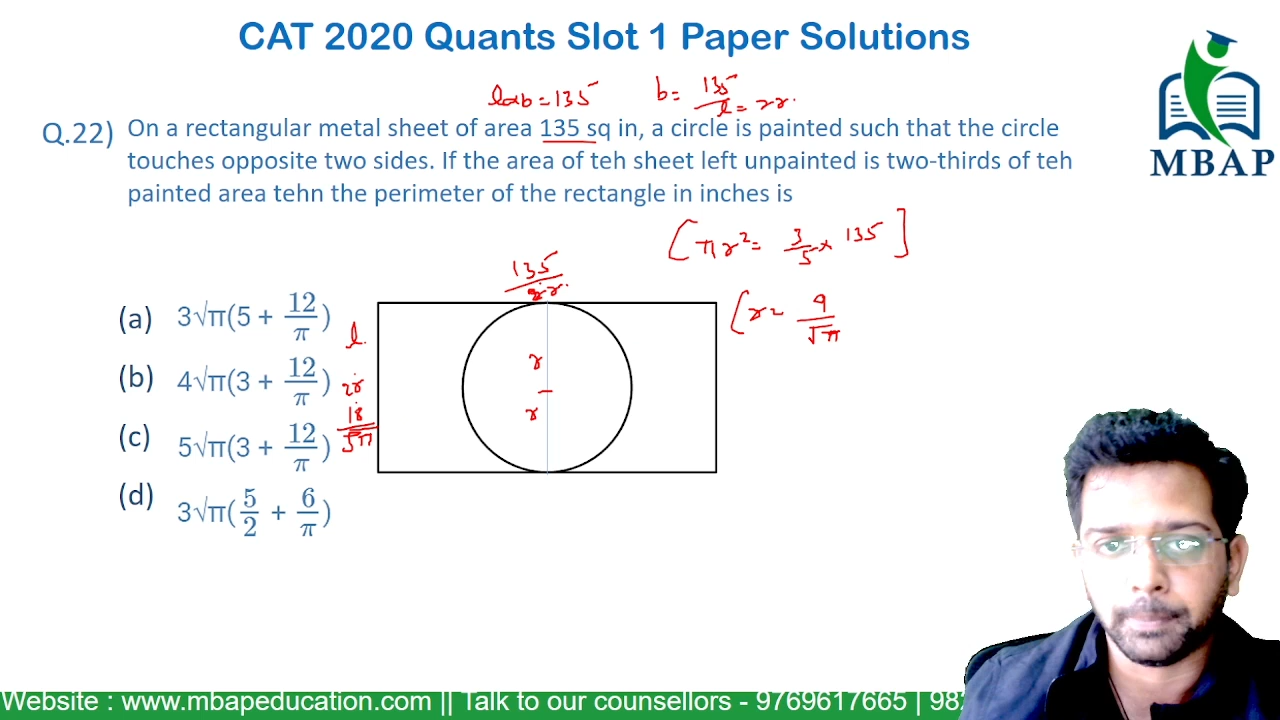 CAT 2020 Quants Slot 1 Paper Solutions
l×b = 135 b = 135/l = 2r.
MBAP
Q.22) On a rectangular metal sheet of area 135 sq in, a circle is painted such that the circle
touches opposite two sides. If the area of teh sheet left unpainted is two-thirds of teh
painted area tehn the perimeter of the rectangle in inches is
[πr² = 3/5 × 135]
135/2r.
(a) 3√π(5 + 12/π)
l.
[r = 9/√π
r
(b) 4√π(3 + 12/π)
2r
r
(c) 5√π(3 + 12/π)
18/√π
(d) 3√π(5/2 + 6/π)
Website : www.mbapeducation.com || Talk to our counsellors - 9769617665 | 982